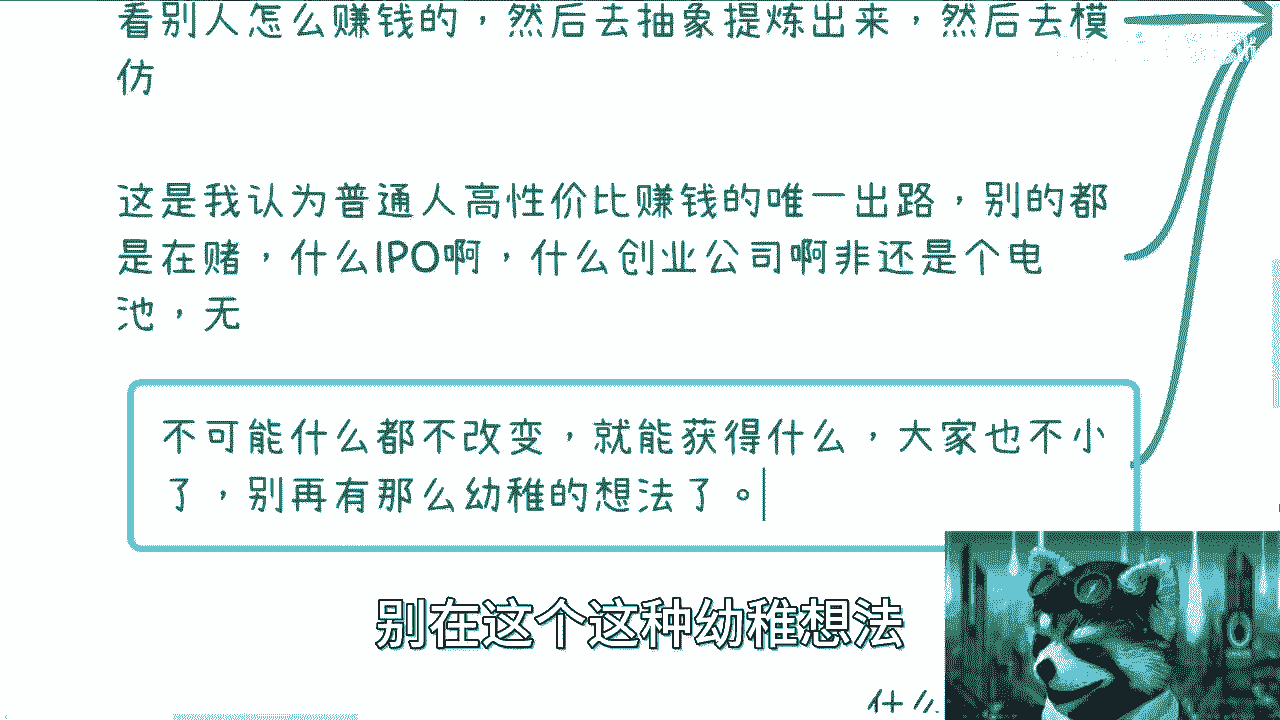 看别人怎么赚钱的，然后去抽象提炼出来，然后去模
仿
这是我认为普通人高性价比赚钱的唯一出路，别的都
是在赌，什么IPO啊，什么创业公司啊非还是个电
池，无
不可能什么都不改变，就能获得什么，大家也不小
了，别再有那么幼稚的想法了。
别在这个这种幼稚想法
什么